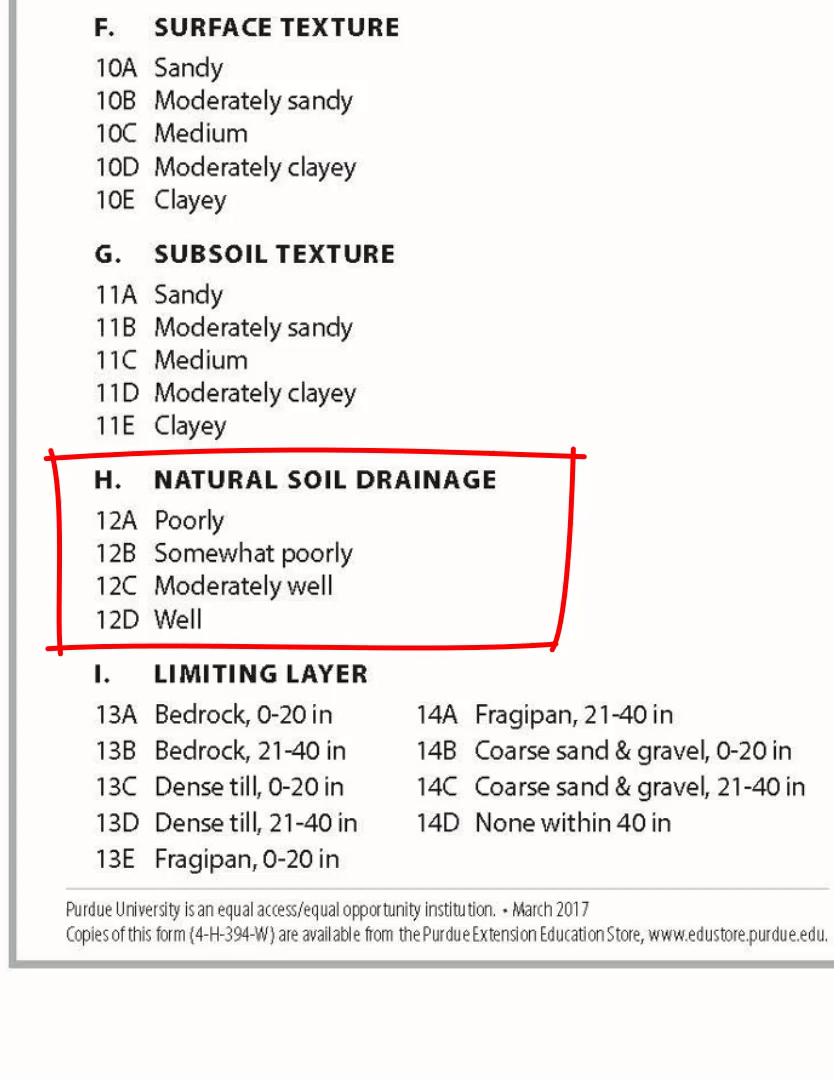 F. SURFACE TEXTURE
10A Sandy
10B Moderately sandy
10C Medium
10D Moderately clayey
10E Clayey
G. SUBSOIL TEXTURE
11A Sandy
11B Moderately sandy
11C Medium
11D Moderately clayey
11E Clayey
H. NATURAL SOIL DRAINAGE
12A Poorly
12B Somewhat poorly
12C Moderately well
12D Well
I. LIMITING LAYER
13A Bedrock, 0-20 in 14A Fragipan, 21-40 in
13B Bedrock, 21-40 in 14B Coarse sand & gravel, 0-20 in
13C Dense till, 0-20 in 14C Coarse sand & gravel, 21-40 in
13D Dense till, 21-40 in 14D None within 40 in
13E Fragipan, 0-20 in
Purdue University is an equal access/equal opportunity institution. • March 2017
Copies of this form (4-H-394-W) are available from the Purdue Extension Education Store, www.edustore.purdue.edu.